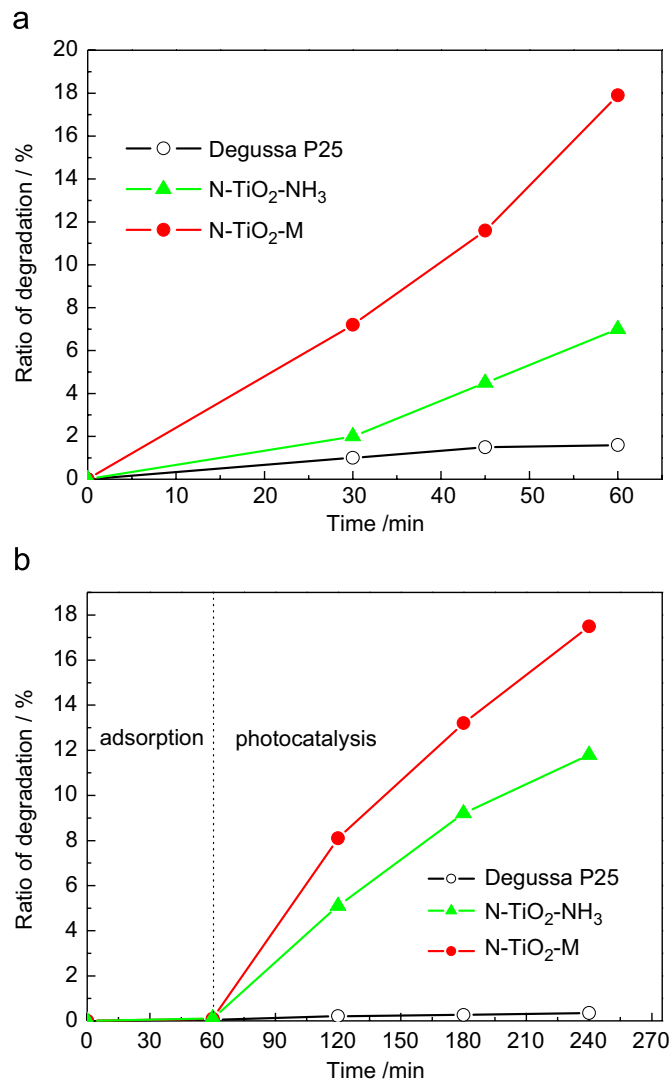 a
20
18
16
14
12
10
8
6
4
2
0
Ratio of degradation / %
Degussa P25
N-TiO₂-NH₃
N-TiO₂-M
0 10 20 30 40 50 60
Time /min
b
18
16
14
12
10
8
6
4
2
0
Ratio of degradation / %
adsorption photocatalysis
Degussa P25
N-TiO₂-NH₃
N-TiO₂-M
0 30 60 90 120 150 180 210 240 270
Time /min